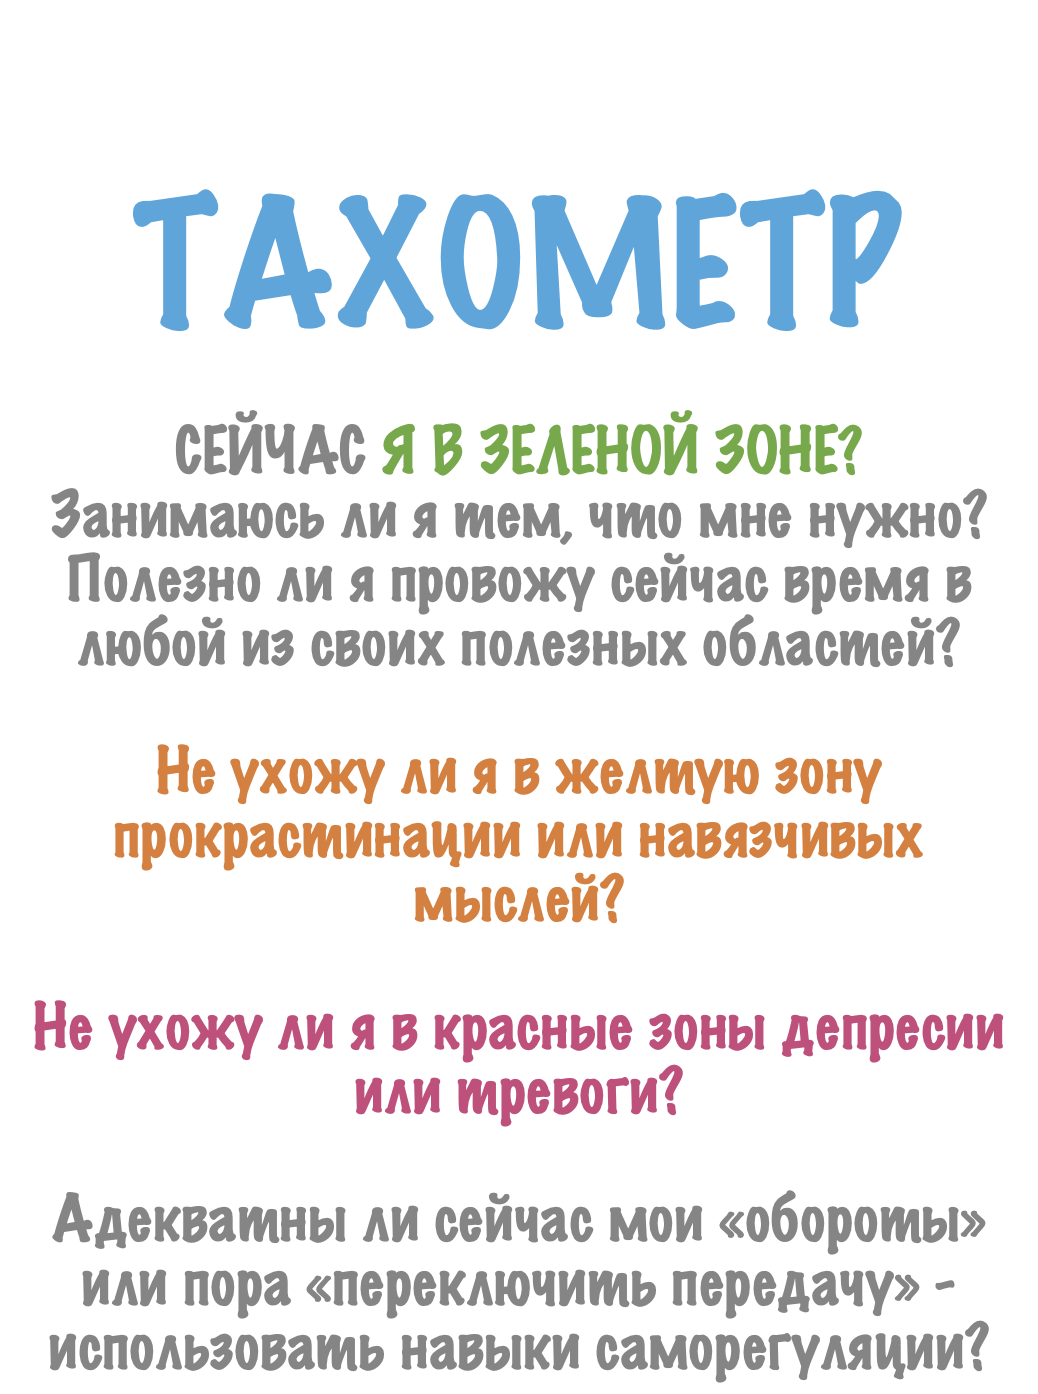 ТАХОМЕТР
СЕЙЧАС Я В ЗЕЛЕНОЙ ЗОНЕ?
Занимаюсь ли я тем, что мне нужно?
Полезно ли я провожу сейчас время в
любой из своих полезных областей?
Не ухожу ли я в желтую зону
прокрастинации или навязчивых
мыслей?
Не ухожу ли я в красные зоны депресии
или тревоги?
Адекватны ли сейчас мои «обороты»
или пора «переключить передачу» -
использовать навыки саморегуляции?